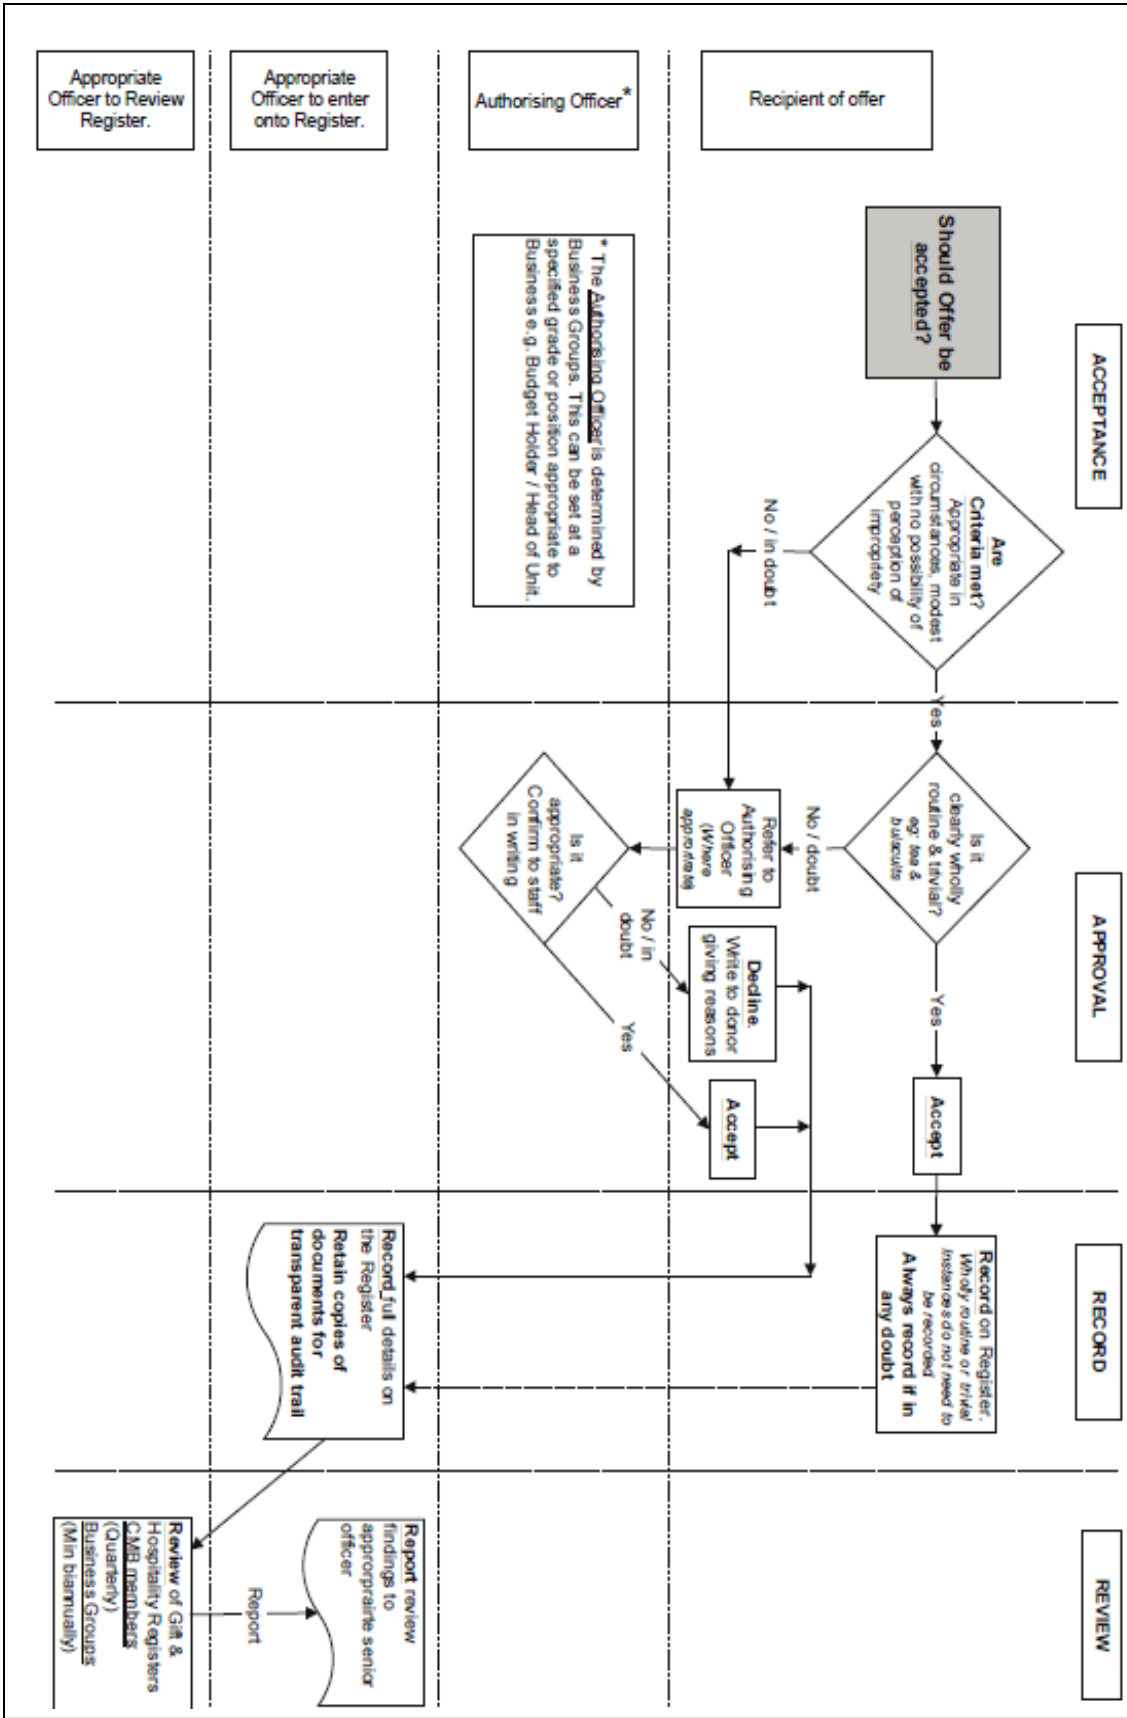 Appropriate
Officer to Review
Register.
Appropriate
Officer to enter
onto Register.
Authorising Officer*
Recipient of offer
ACCEPTANCE
Should Offer be
accepted?
Are
Criteria met?
Appropriate in
circumstances, modest
with no possibility of
perception of
impropriety
No / in doubt
Yes
* The Authorising Officer is determined by
Business Groups. This can be set at a
specified grade or position appropriate to
Business e.g. Budget Holder / Head of Unit.
APPROVAL
Is it
clearly wholly
routine & trivial?
eg: tea &
buiscuits
No / doubt
Yes
Refer to
Authorising
Officer
(Where
appropriate)
Is it
appropriate?
Confirm to staff
in writing
No / in
doubt
Yes
Decline.
Write to donor
giving reasons
Accept
Accept
RECORD
Record on Register.
Wholly routine or trivial
instances do not need to
be recorded
Always record if in
any doubt
Record full details on
the Register
Retain copies of
documents for
transparent audit trail
REVIEW
Report review
findings to
approrprairte senior
officer
Report
Review of Gift &
Hospitality Registers
CMB members:
(Quarterly)
Business Groups:
(Min biannually)